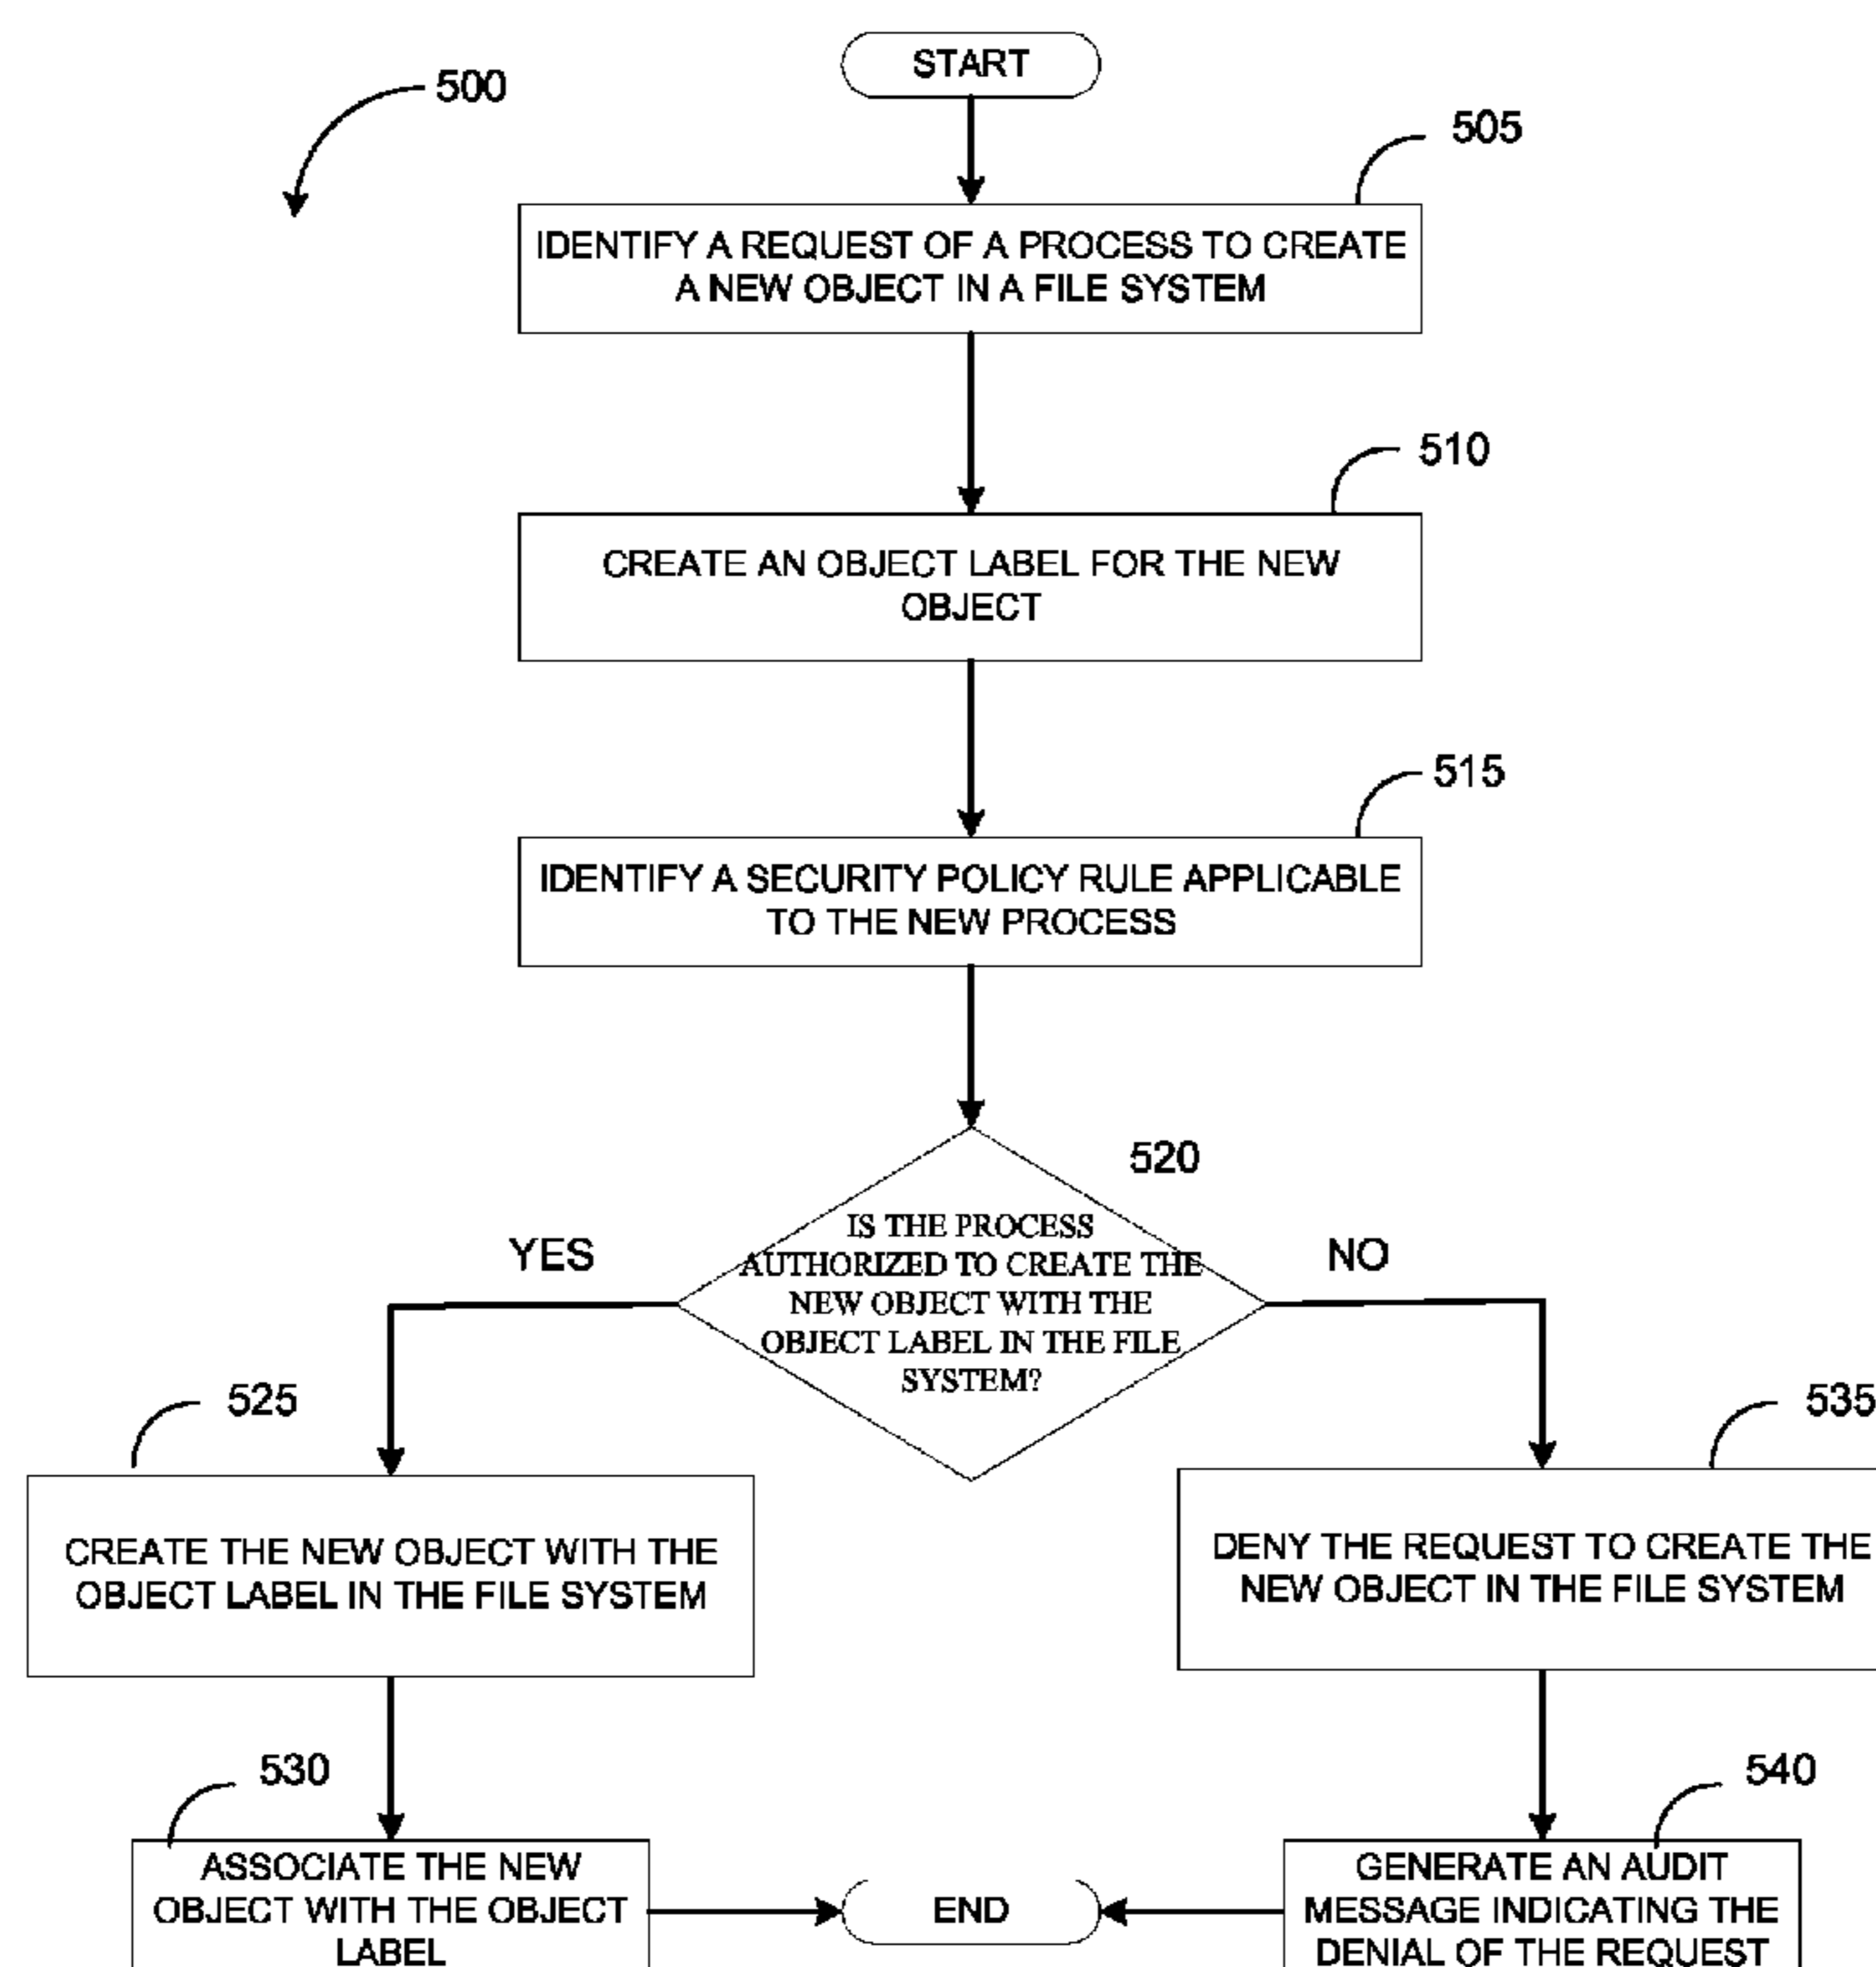 START
500
505
IDENTIFY A REQUEST OF A PROCESS TO CREATE
A NEW OBJECT IN A FILE SYSTEM
510
CREATE AN OBJECT LABEL FOR THE NEW
OBJECT
515
IDENTIFY A SECURITY POLICY RULE APPLICABLE
TO THE NEW PROCESS
520
IS THE PROCESS
AUTHORIZED TO CREATE THE
NEW OBJECT WITH THE
OBJECT LABEL IN THE FILE
SYSTEM?
YES
NO
525
CREATE THE NEW OBJECT WITH THE
OBJECT LABEL IN THE FILE SYSTEM
535
DENY THE REQUEST TO CREATE THE
NEW OBJECT IN THE FILE SYSTEM
530
ASSOCIATE THE NEW
OBJECT WITH THE OBJECT
LABEL
END
540
GENERATE AN AUDIT
MESSAGE INDICATING THE
DENIAL OF THE REQUEST